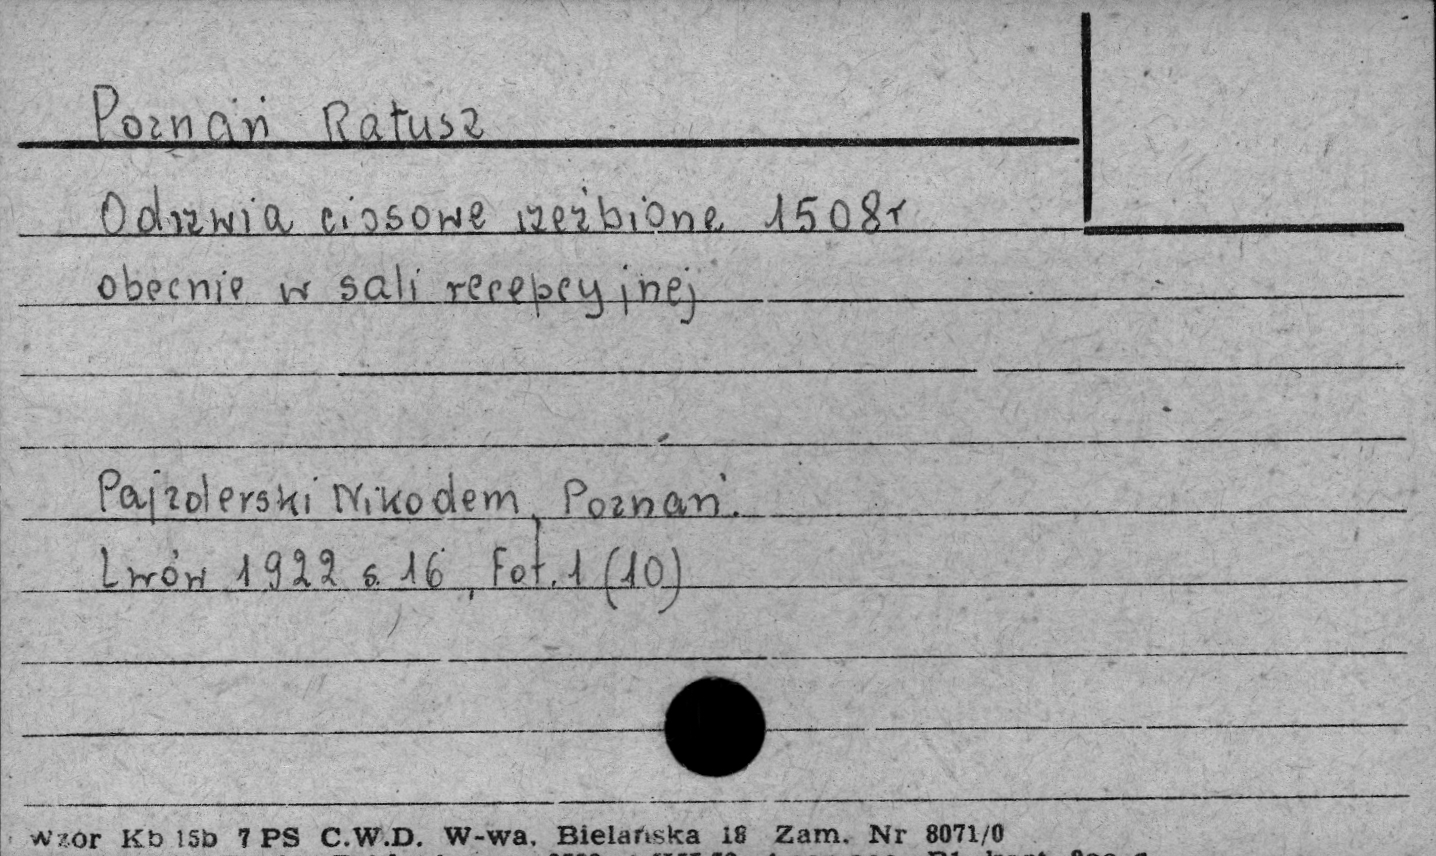 Poznań Ratusz
Odrzwia ciosowe rzeźbione 1508r
obecnie w sali recepcyjnej
Pajzderski Nikodem, Poznań.
Lwów 1922 s. 16, Fot. 1 (10)
Wzór Kb 15b 7 PS C.W.D. W-wa, Bielańska 18 Zam. Nr 8071/0